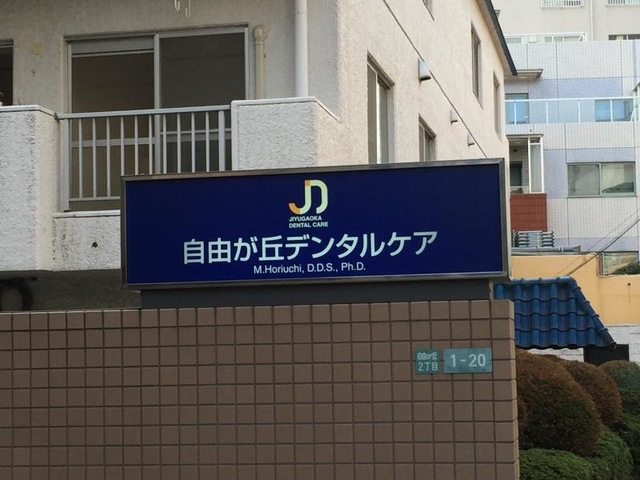 JD
JIYUGAOKA
DENTAL CARE
自由が丘デンタルケア
M.Horiuchi, D.D.S., Ph.D.
自由が丘
2丁目
1-20